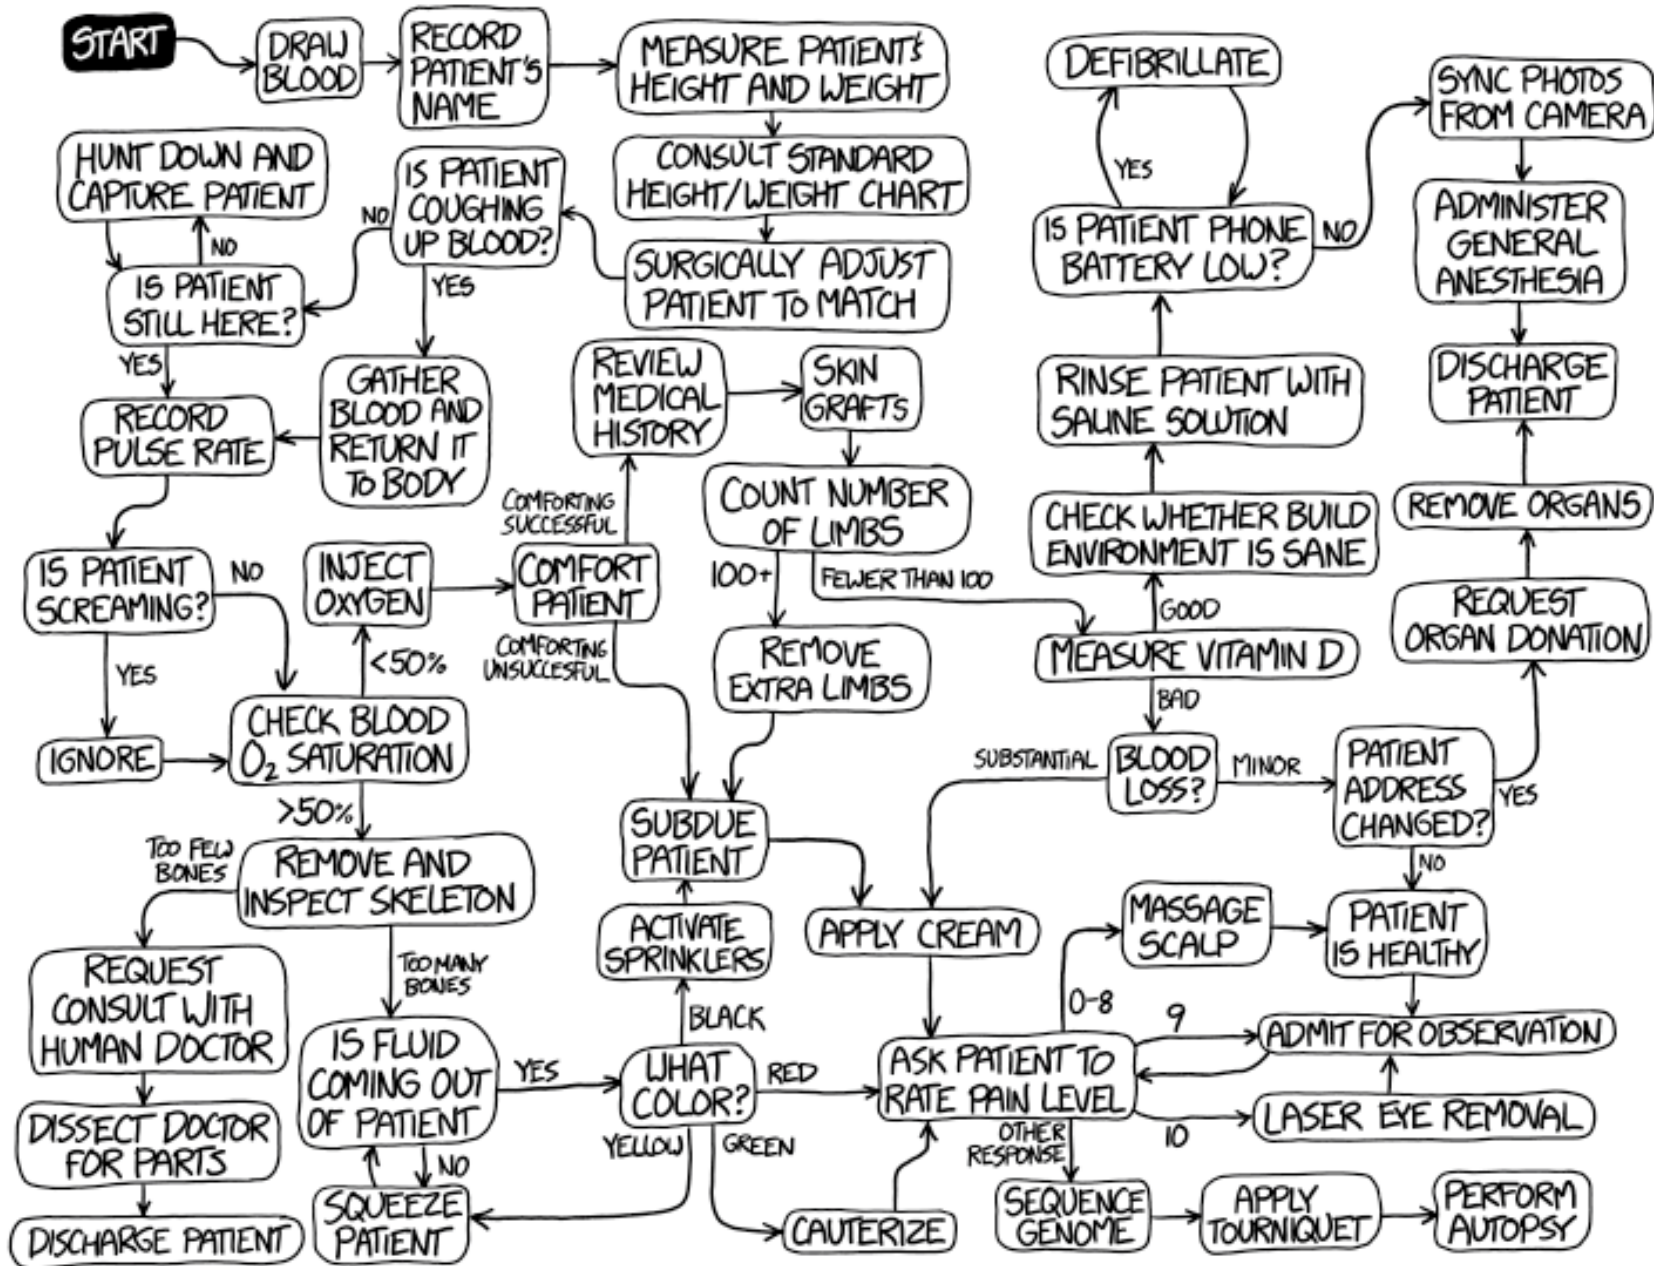 START
DRAW
BLOOD
RECORD
PATIENT'S
NAME
MEASURE PATIENT'S
HEIGHT AND WEIGHT
CONSULT STANDARD
HEIGHT/WEIGHT CHART
SURGICALLY ADJUST
PATIENT TO MATCH
IS PATIENT
COUGHING
UP BLOOD?
NO
YES
HUNT DOWN AND
CAPTURE PATIENT
NO
IS PATIENT
STILL HERE?
YES
GATHER
BLOOD AND
RETURN IT
TO BODY
RECORD
PULSE RATE
IS PATIENT
SCREAMING?
NO
YES
IGNORE
CHECK BLOOD
O₂ SATURATION
<50%
INJECT
OXYGEN
COMFORT
PATIENT
COMFORTING
SUCCESSFUL
COMFORTING
UNSUCCESFUL
REVIEW
MEDICAL
HISTORY
SKIN
GRAFTS
COUNT NUMBER
OF LIMBS
100+
FEWER THAN 100
REMOVE
EXTRA LIMBS
SUBDUE
PATIENT
>50%
REMOVE AND
INSPECT SKELETON
TOO FEW
BONES
REQUEST
CONSULT WITH
HUMAN DOCTOR
DISSECT DOCTOR
FOR PARTS
DISCHARGE PATIENT
TOO MANY
BONES
IS FLUID
COMING OUT
OF PATIENT
NO
SQUEEZE
PATIENT
YES
WHAT
COLOR?
BLACK
ACTIVATE
SPRINKLERS
RED
YELLOW
GREEN
CAUTERIZE
APPLY CREAM
ASK PATIENT TO
RATE PAIN LEVEL
0-8
MASSAGE
SCALP
9
10
LASER EYE REMOVAL
OTHER
RESPONSE
SEQUENCE
GENOME
APPLY
TOURNIQUET
PERFORM
AUTOPSY
ADMIT FOR OBSERVATION
PATIENT
IS HEALTHY
MEASURE VITAMIN D
GOOD
BAD
BLOOD
LOSS?
SUBSTANTIAL
MINOR
PATIENT
ADDRESS
CHANGED?
NO
YES
REQUEST
ORGAN DONATION
REMOVE ORGANS
DISCHARGE
PATIENT
CHECK WHETHER BUILD
ENVIRONMENT IS SANE
RINSE PATIENT WITH
SALINE SOLUTION
IS PATIENT PHONE
BATTERY LOW?
YES
DEFIBRILLATE
NO
SYNC PHOTOS
FROM CAMERA
ADMINISTER
GENERAL
ANESTHESIA